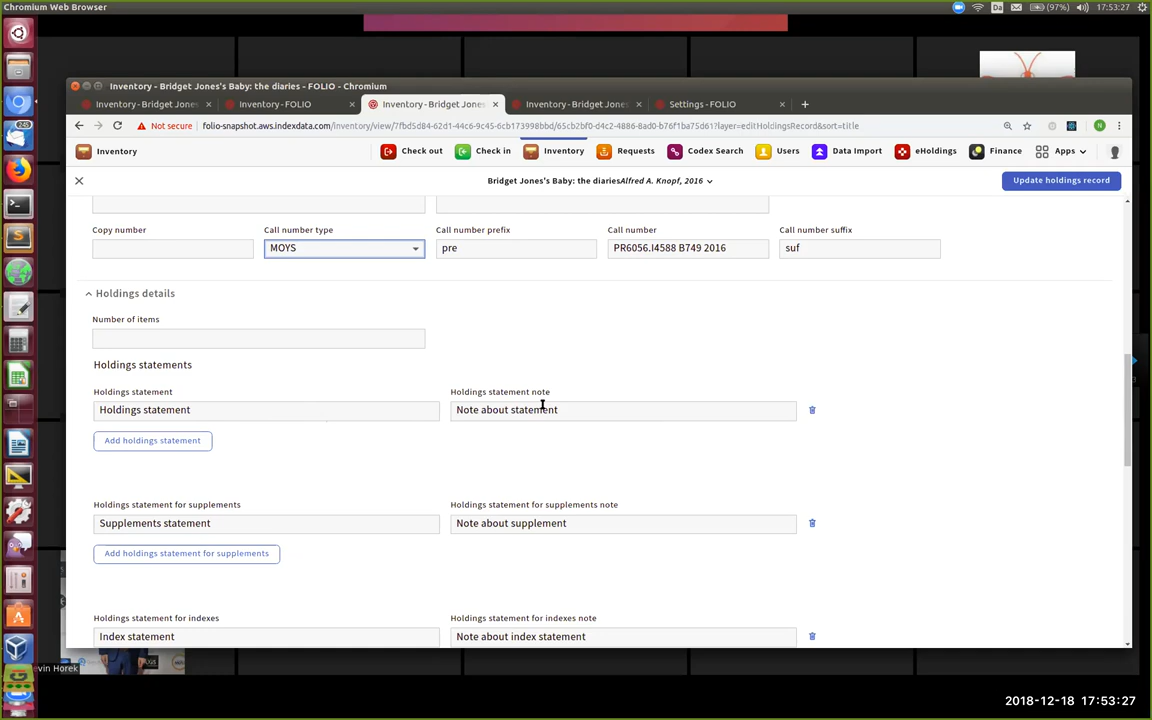 Chromium Web Browser
Da (97%) 17:53:27
Inventory - Bridget Jones's Baby: the diaries - FOLIO - Chromium
Inventory - Bridget Jones
Inventory - FOLIO
Inventory - Bridget Jone
Inventory - Bridget Jones
Settings - FOLIO
Not secure folio-snapshot.aws.indexdata.com/inventory/view/7fbd5d84-62d1-44c6-9c45-6cb173998bbd/65cb2bf0-d4c2-4886-8ad0-b76f1ba75d61?layer=editHoldingsRecord&sort=title
N
Inventory Check out Check in Inventory Requests Codex Search Users Data Import eHoldings Finance Apps
Bridget Jones's Baby: the diariesAlfred A. Knopf, 2016
Update holdings record
Copy number Call number type Call number prefix Call number Call number suffix
MOYS pre PR6056.I4588 B749 2016 suf
Holdings details
Number of items
Holdings statements
Holdings statement Holdings statement note
Holdings statement Note about statement
Add holdings statement
Holdings statement for supplements Holdings statement for supplements note
Supplements statement Note about supplement
Add holdings statement for supplements
Holdings statement for indexes Holdings statement for indexes note
Index statement Note about index statement
evin Horek
2018-12-18 17:53:27